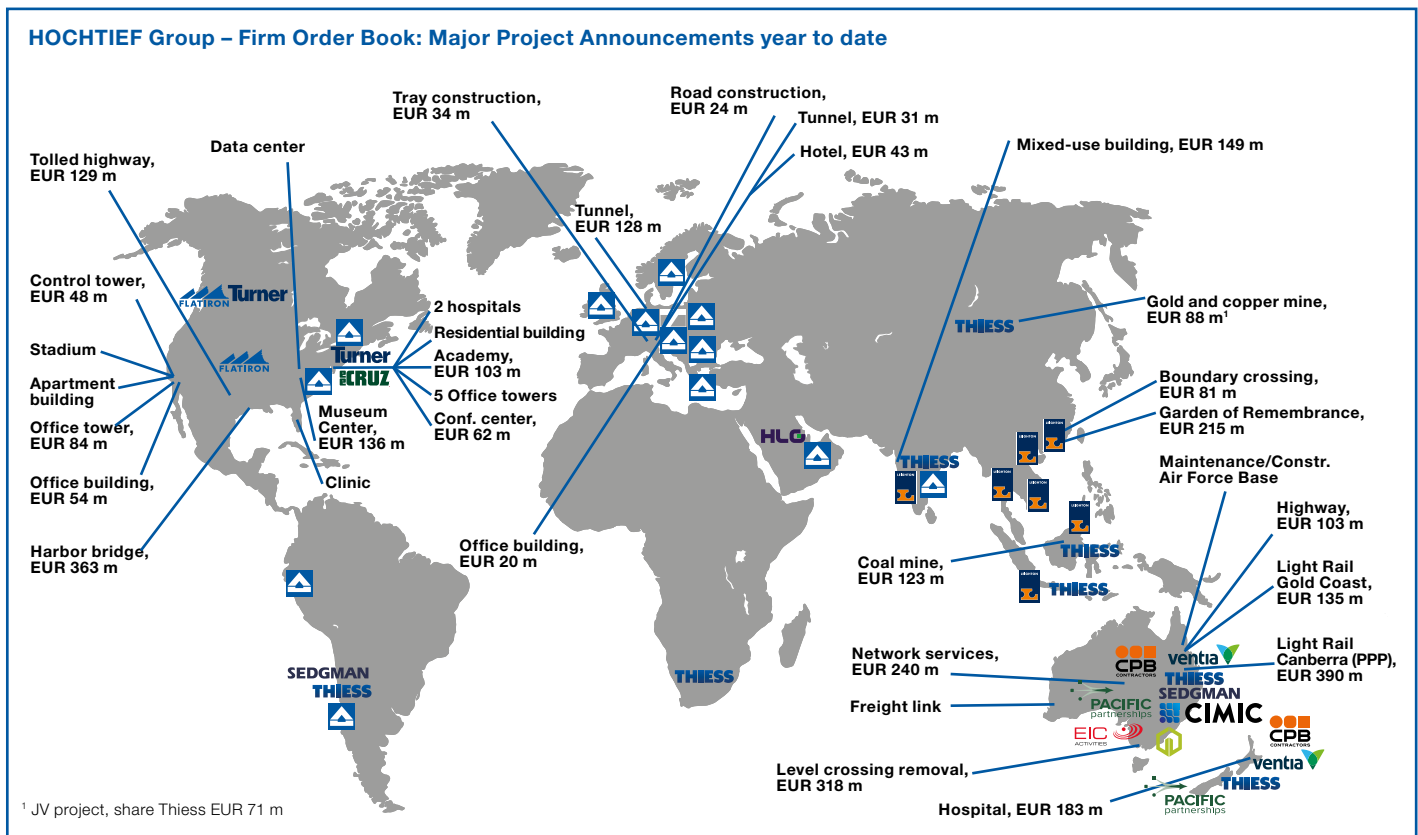 HOCHTIEF Group – Firm Order Book: Major Project Announcements year to date
Tray construction,
EUR 34 m
Road construction,
EUR 24 m
Tunnel, EUR 31 m
Hotel, EUR 43 m
Mixed-use building, EUR 149 m
Tolled highway,
EUR 129 m
Data center
Tunnel,
EUR 128 m
Control tower,
EUR 48 m
FLATIRON
Turner
2 hospitals
Residential building
Academy,
EUR 103 m
5 Office towers
Conf. center,
EUR 62 m
Stadium
FLATIRON
Turner
CRUZ
Apartment
building
Office tower,
EUR 84 m
Museum
Center,
EUR 136 m
Office building,
EUR 54 m
Clinic
Harbor bridge,
EUR 363 m
Office building,
EUR 20 m
THIESS
Gold and copper mine,
EUR 88 m¹
Boundary crossing,
EUR 81 m
Garden of Remembrance,
EUR 215 m
HLG
THIESS
LEIGHTON
LEIGHTON
LEIGHTON
LEIGHTON
LEIGHTON
LEIGHTON
Maintenance/Constr.
Air Force Base
Highway,
EUR 103 m
Coal mine,
EUR 123 m
THIESS
LEIGHTON
THIESS
Light Rail
Gold Coast,
EUR 135 m
Light Rail
Canberra (PPP),
EUR 390 m
Network services,
EUR 240 m
Freight link
SEDGMAN
THIESS
THIESS
CPB
CONTRACTORS
ventia
THIESS
SEDGMAN
PACIFIC
partnerships
CIMIC
EIC
ACTIVITIES
CPB
CONTRACTORS
ventia
THIESS
PACIFIC
partnerships
Level crossing removal,
EUR 318 m
Hospital, EUR 183 m
¹ JV project, share Thiess EUR 71 m